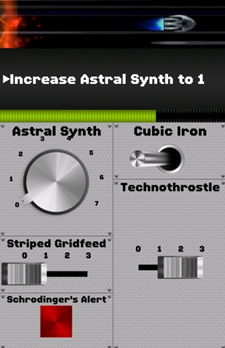 ▸Increase Astral Synth to 1
Astral Synth
0 1 2 3 4 5 6 7
Cubic Iron
Technothrostle
Striped Gridfeed
0 1 2 3
0 1 2 3
Schrodinger's Alert